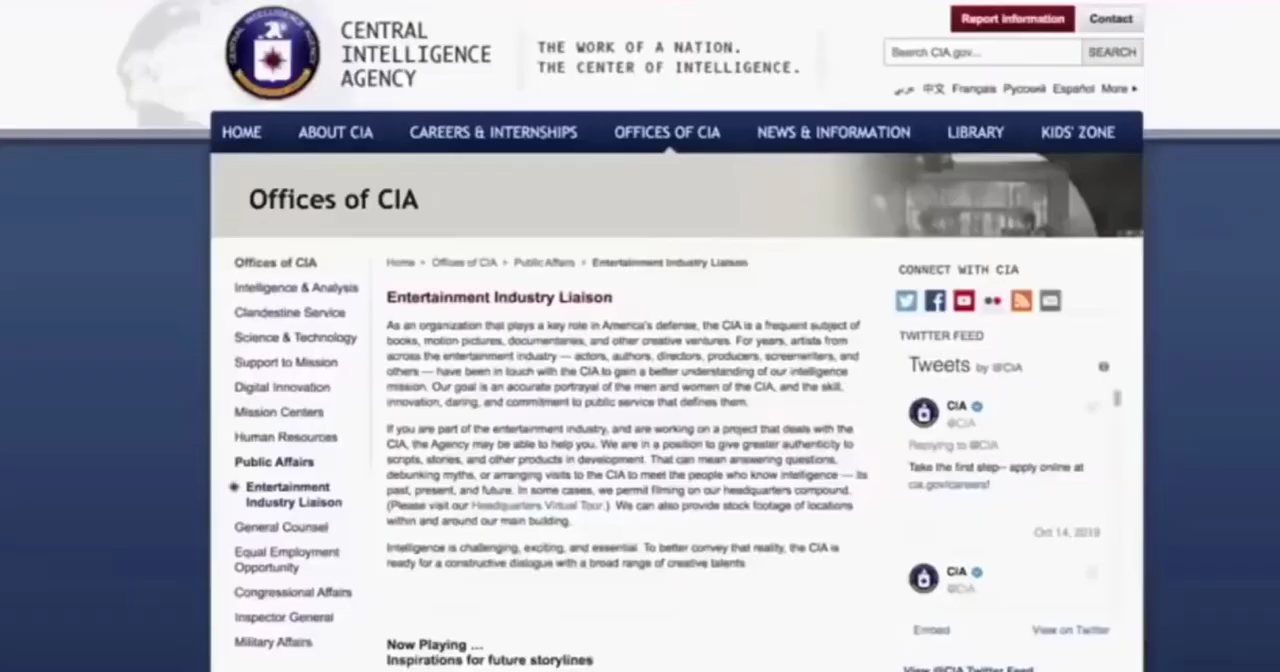 CENTRAL
INTELLIGENCE
AGENCY
THE WORK OF A NATION.
THE CENTER OF INTELLIGENCE.
Report Information
Contact
Search CIA.gov...
SEARCH
عربي 中文 Français Русский Español More
HOME ABOUT CIA CAREERS & INTERNSHIPS OFFICES OF CIA NEWS & INFORMATION LIBRARY KIDS' ZONE
Offices of CIA
Offices of CIA
Intelligence & Analysis
Clandestine Service
Science & Technology
Support to Mission
Digital Innovation
Mission Centers
Human Resources
Public Affairs
Entertainment
Industry Liaison
General Counsel
Equal Employment
Opportunity
Congressional Affairs
Inspector General
Military Affairs
Home Offices of CIA Public Affairs Entertainment Industry Liaison
Entertainment Industry Liaison
As an organization that plays a key role in America's defense, the CIA is a frequent subject of
books, motion pictures, documentaries, and other creative ventures. For years, artists from
across the entertainment industry — actors, authors, directors, producers, screenwriters, and
others — have been in touch with the CIA to gain a better understanding of our intelligence
mission. Our goal is an accurate portrayal of the men and women of the CIA, and the skill,
innovation, daring, and commitment to public service that defines them.
If you are part of the entertainment industry, and are working on a project that deals with the
CIA, the Agency may be able to help you. We are in a position to give greater authenticity to
scripts, stories, and other products in development. That can mean answering questions,
debunking myths, or arranging visits to the CIA to meet the people who know intelligence — its
past, present, and future. In some cases, we permit filming on our headquarters compound.
(Please visit our Headquarters Virtual Tour.) We can also provide stock footage of locations
within and around our main building.
Intelligence is challenging, exciting, and essential. To better convey that reality, the CIA is
ready for a constructive dialogue with a broad range of creative talents
Now Playing ...
Inspirations for future storylines
CONNECT WITH CIA
TWITTER FEED
Tweets by @CIA
CIA
@CIA
Replying to @CIA
Take the first step-- apply online at
cia.gov/careers!
Oct 14, 2019
CIA
@CIA
Embed View on Twitter
View @CIA Twitter Feed